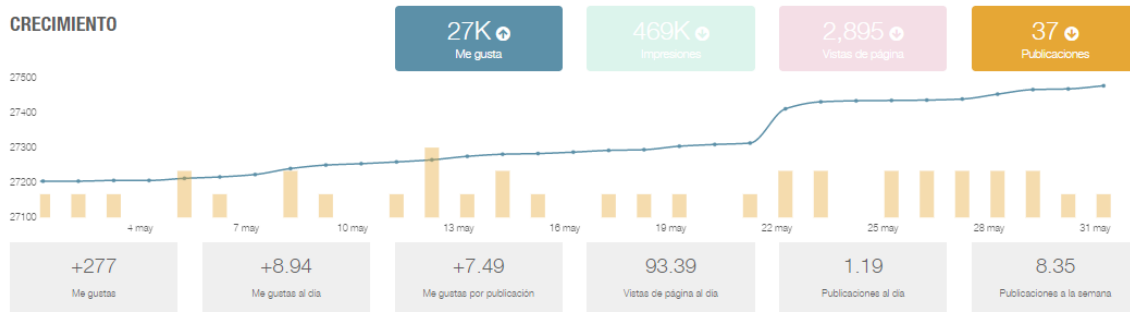 CRECIMIENTO
27K
Me gusta
469K
Impresiones
2,895
Vistas de página
37
Publicaciones
27500
27400
27300
27200
27100
4 may
7 may
10 may
13 may
16 may
19 may
22 may
25 may
28 may
31 may
+277
Me gustas
+8.94
Me gustas al día
+7.49
Me gustas por publicación
93.39
Vistas de página al día
1.19
Publicaciones al día
8.35
Publicaciones a la semana